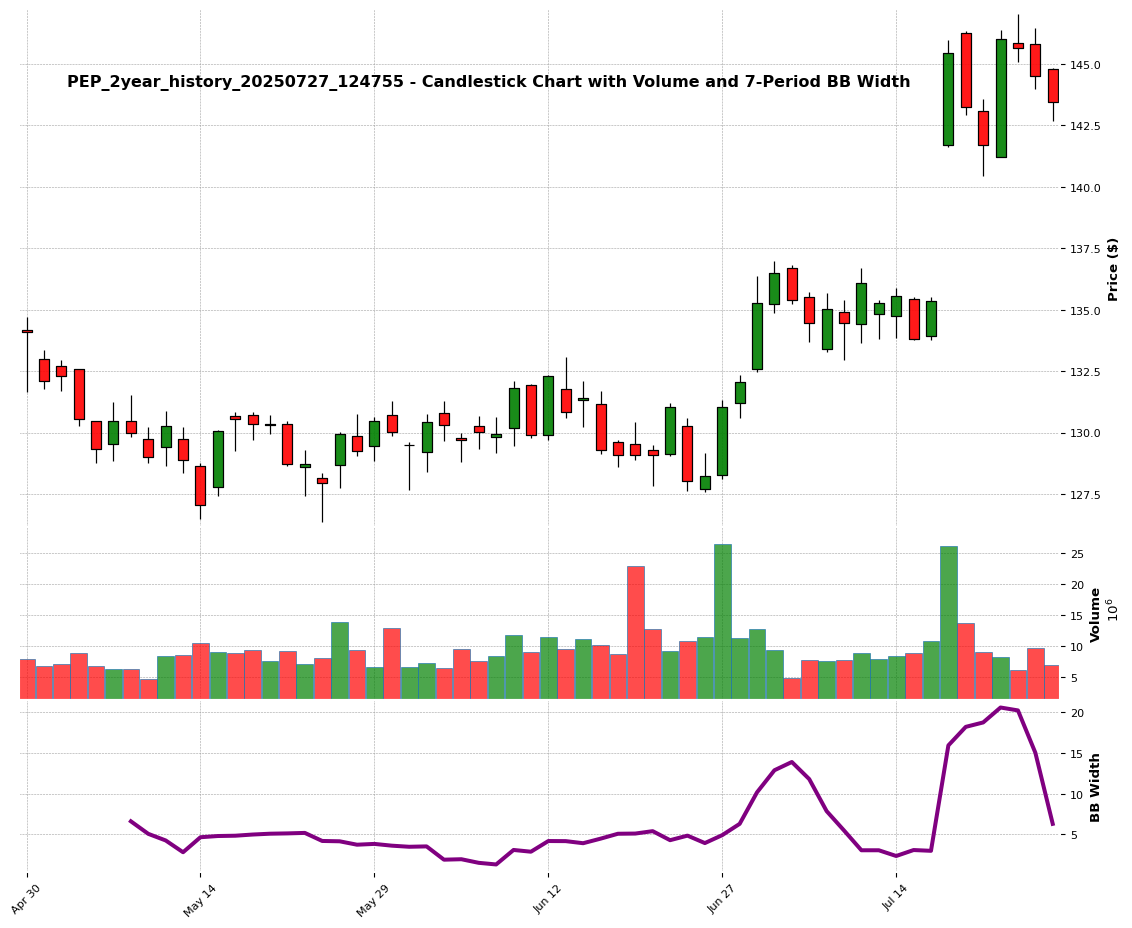 PEP_2year_history_20250727_124755 - Candlestick Chart with Volume and 7-Period BB Width
145.0
142.5
140.0
137.5
135.0
132.5
130.0
127.5
Price ($)
25
20
15
10
5
Volume
10^6
20
15
10
5
BB Width
Apr 30
May 14
May 29
Jun 12
Jun 27
Jul 14